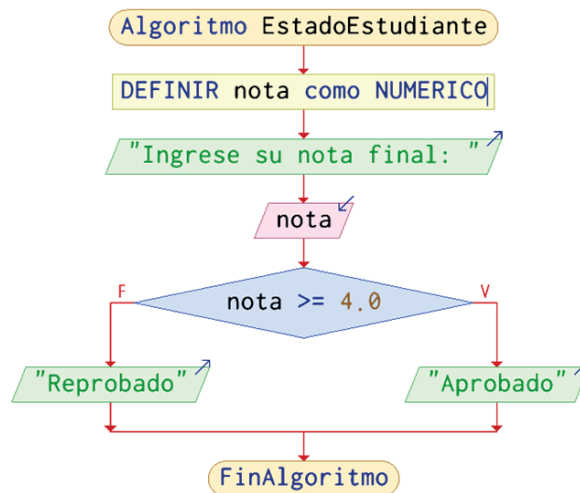 Algoritmo EstadoEstudiante
DEFINIR nota como NUMERICO
"Ingrese su nota final: "
nota
F
nota >= 4.0
V
"Reprobado"
"Aprobado"
FinAlgoritmo